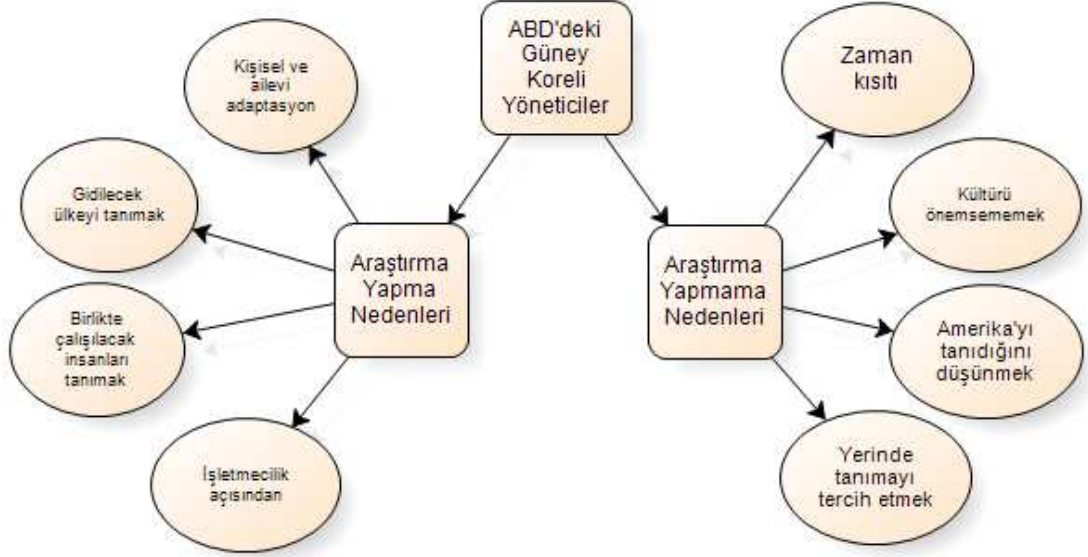 ABD'deki
Güney
Koreli
Yöneticiler
Kişisel ve
ailevi
adaptasyon
Gidilecek
ülkeyi tanımak
Birlikte
çalışılacak
insanları
tanımak
İşletmecilik
açısından
Araştırma
Yapma
Nedenleri
Araştırma
Yapmama
Nedenleri
Zaman
kısıtı
Kültürü
önemsememek
Amerika'yı
tanıdığını
düşünmek
Yerinde
tanımayı
tercih etmek